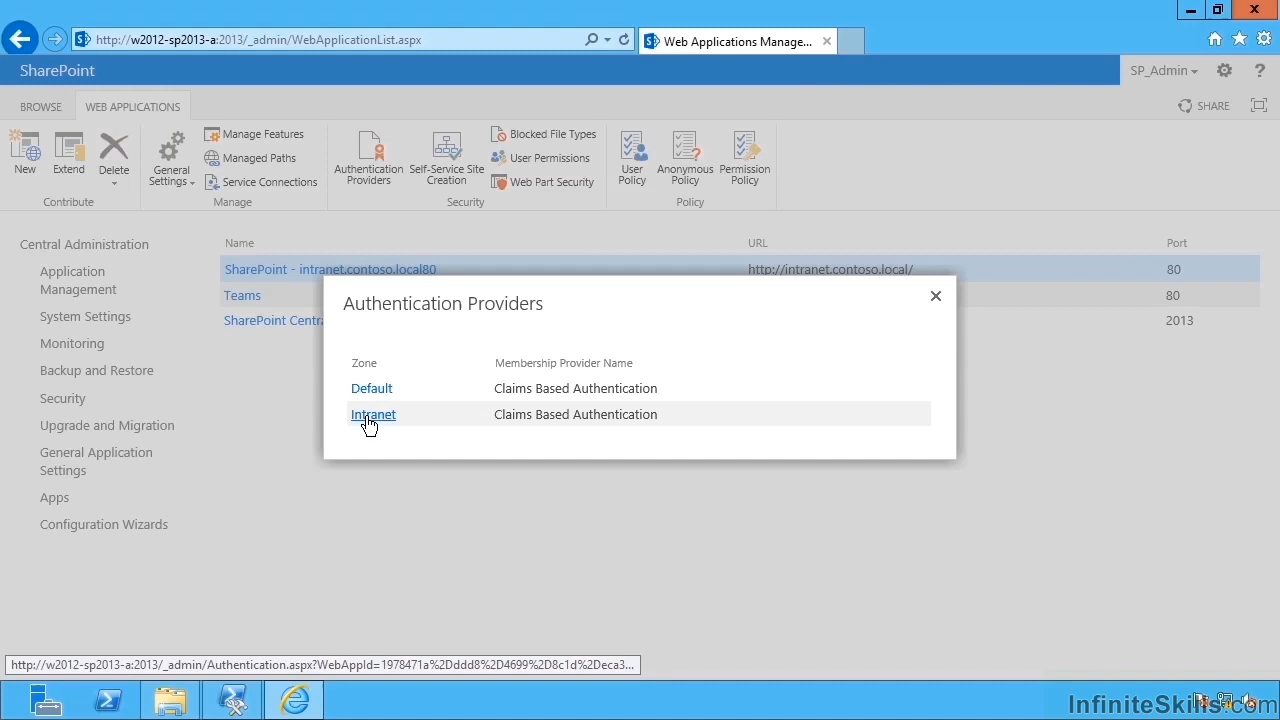 http://w2012-sp2013-a:2013/_admin/WebApplicationList.aspx
Web Applications Manage...
SharePoint
SP_Admin
?
BROWSE
WEB APPLICATIONS
SHARE
New
Extend
Delete
Contribute
General
Settings
Manage Features
Managed Paths
Service Connections
Manage
Authentication
Providers
Self-Service Site
Creation
Blocked File Types
User Permissions
Web Part Security
Security
User
Policy
Anonymous
Policy
Permission
Policy
Policy
Central Administration
Application
Management
System Settings
Monitoring
Backup and Restore
Security
Upgrade and Migration
General Application
Settings
Apps
Configuration Wizards
Name URL Port
SharePoint - intranet.contoso.local80 http://intranet.contoso.local/ 80
Teams 80
SharePoint Centra 2013
Authentication Providers
Zone Membership Provider Name
Default Claims Based Authentication
Intranet Claims Based Authentication
http://w2012-sp2013-a:2013/_admin/Authentication.aspx?WebAppId=1978471a%2Dddd8%2D4699%2D8c1d%2Deca3...
InfiniteSkills.com